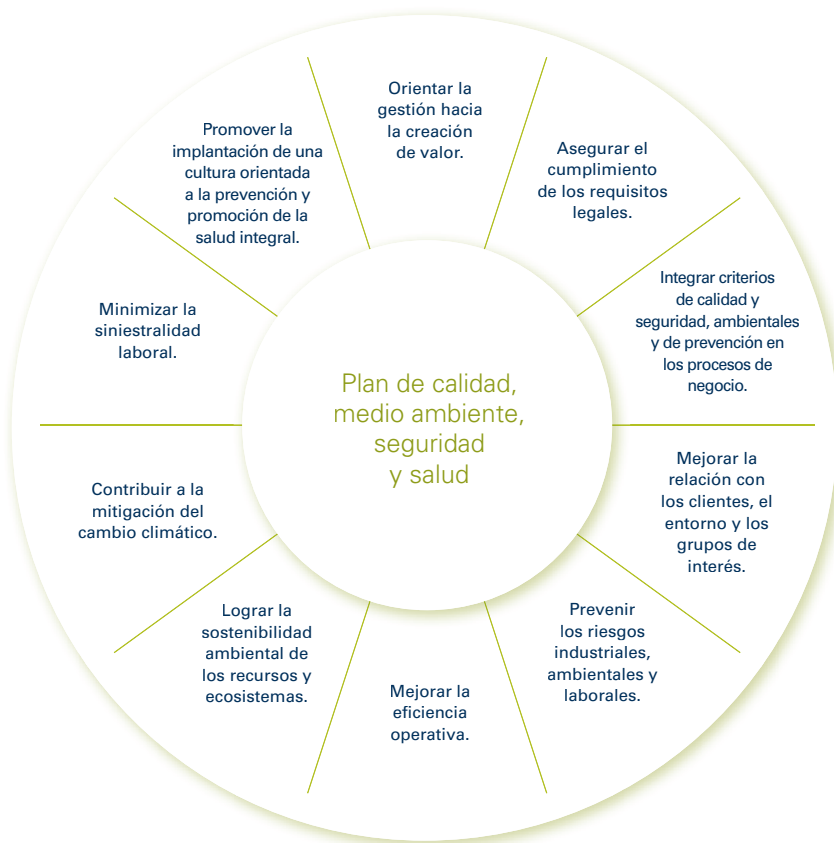 Orientar la
gestión hacia
la creación
de valor.
Asegurar el
cumplimiento
de los requisitos
legales.
Integrar criterios
de calidad y
seguridad, ambientales
y de prevención en
los procesos de
negocio.
Mejorar la
relación con
los clientes, el
entorno y los
grupos de
interés.
Prevenir
los riesgos
industriales,
ambientales y
laborales.
Mejorar la
eficiencia
operativa.
Lograr la
sostenibilidad
ambiental de
los recursos y
ecosistemas.
Contribuir a la
mitigación del
cambio climático.
Minimizar la
siniestralidad
laboral.
Promover la
implantación de una
cultura orientada
a la prevención y
promoción de la
salud integral.
Plan de calidad,
medio ambiente,
seguridad
y salud